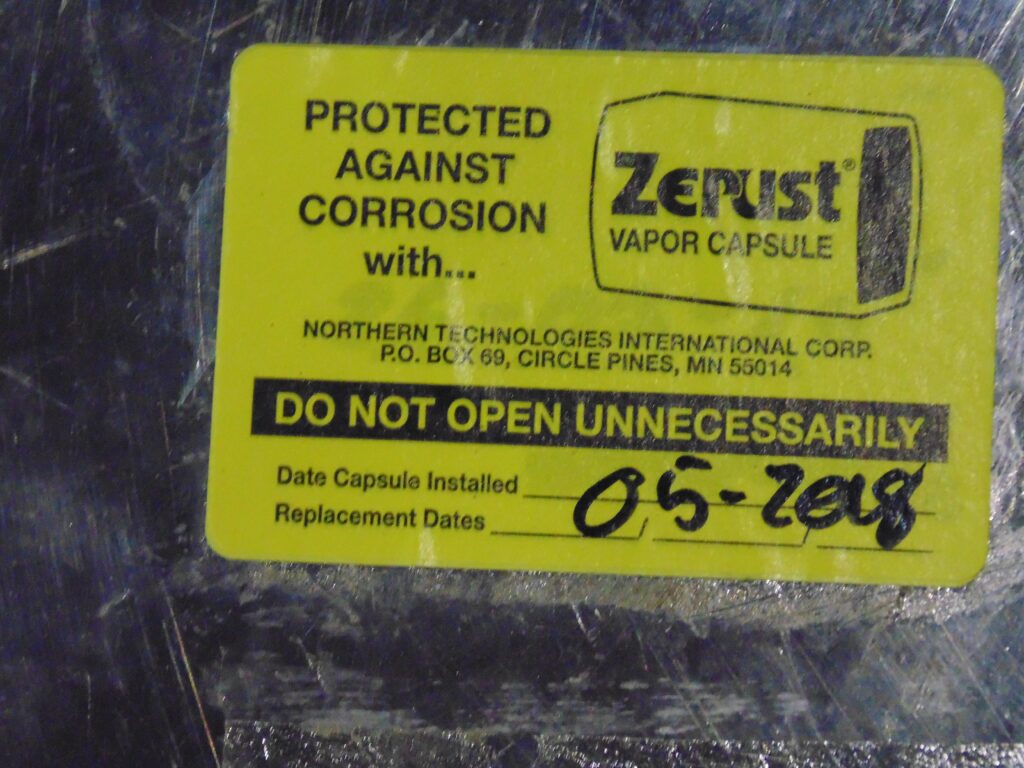 PROTECTED
AGAINST
CORROSION
with...
Zerust®
VAPOR CAPSULE
NORTHERN TECHNOLOGIES INTERNATIONAL CORP.
P.O. BOX 69, CIRCLE PINES, MN 55014
DO NOT OPEN UNNECESSARILY
Date Capsule Installed 05-2018
Replacement Dates / /